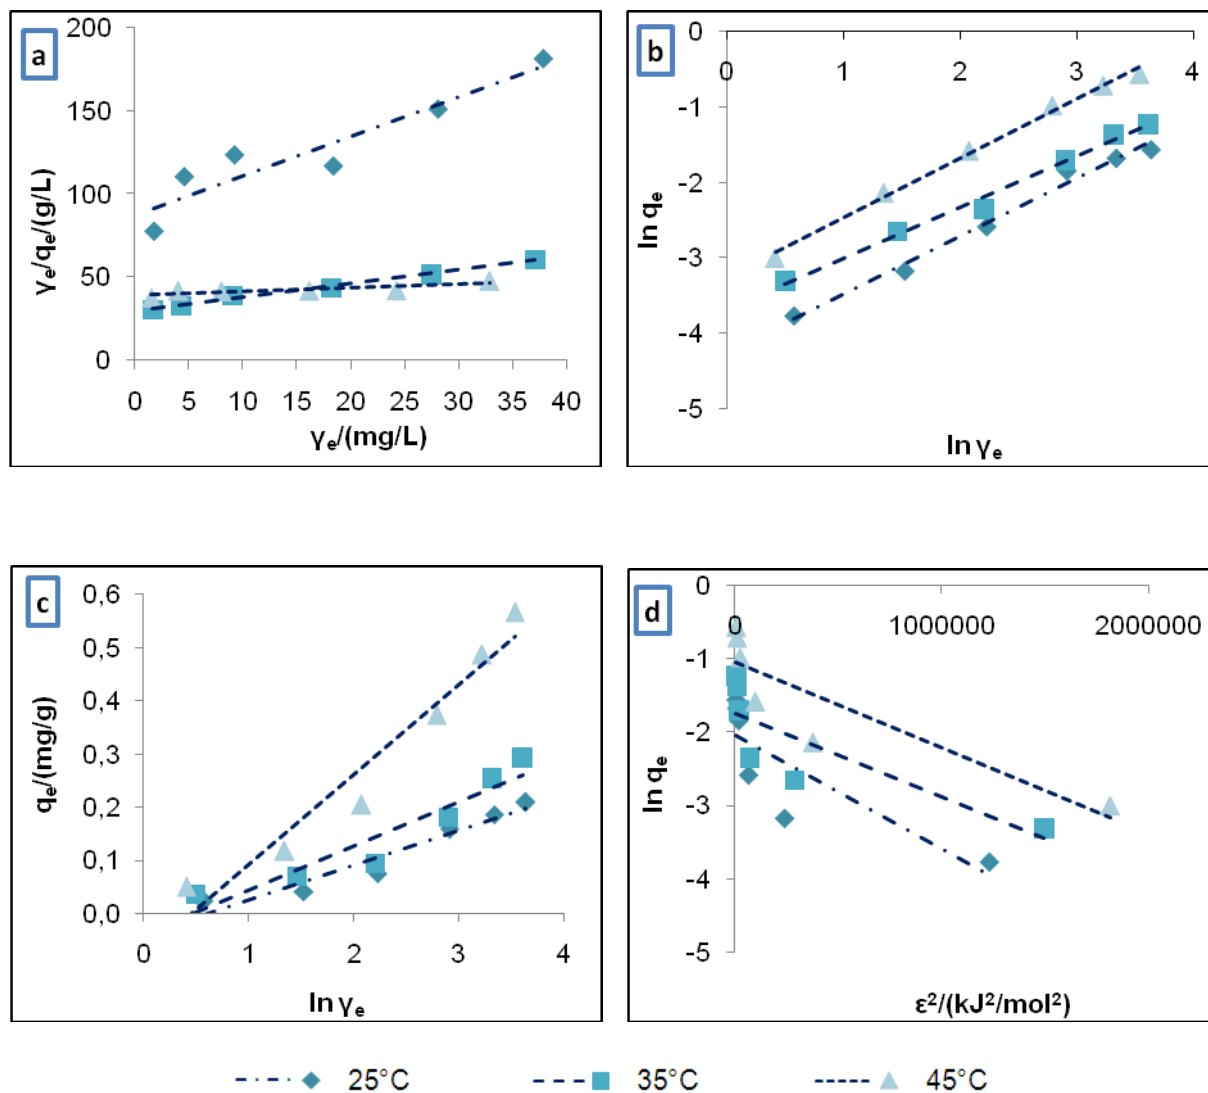 a
200
150
100
50
0
0 5 10 15 20 25 30 35 40
γe/qe/(g/L)
γe/(mg/L)
b
0
-1
-2
-3
-4
-5
0 1 2 3 4
ln qe
ln γe
c
0,6
0,5
0,4
0,3
0,2
0,1
0,0
0 1 2 3 4
qe/(mg/g)
ln γe
d
0
-1
-2
-3
-4
-5
0 1000000 2000000
ln qe
ε²/(kJ²/mol²)
25°C 35°C 45°C